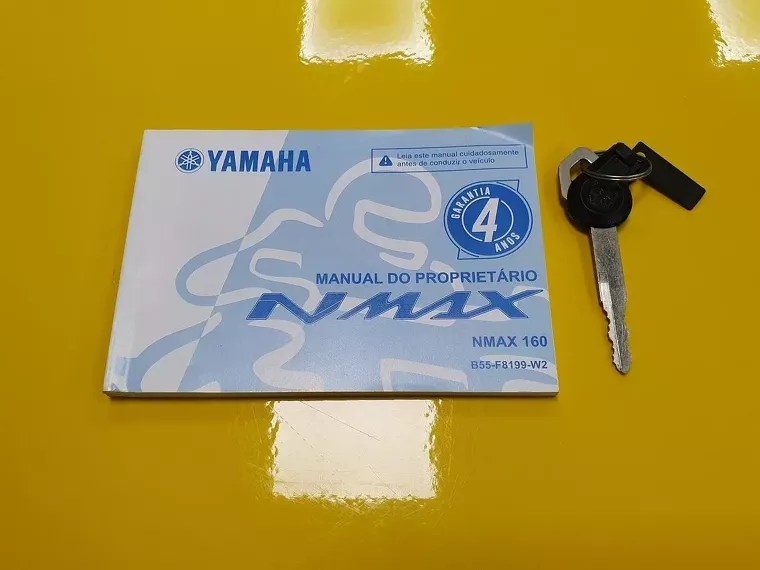 YAMAHA
Leia este manual cuidadosamente
antes de conduzir o veículo
GARANTIA
4
ANOS
MANUAL DO PROPRIETÁRIO
NMAX
NMAX 160
B55-F8199-W2